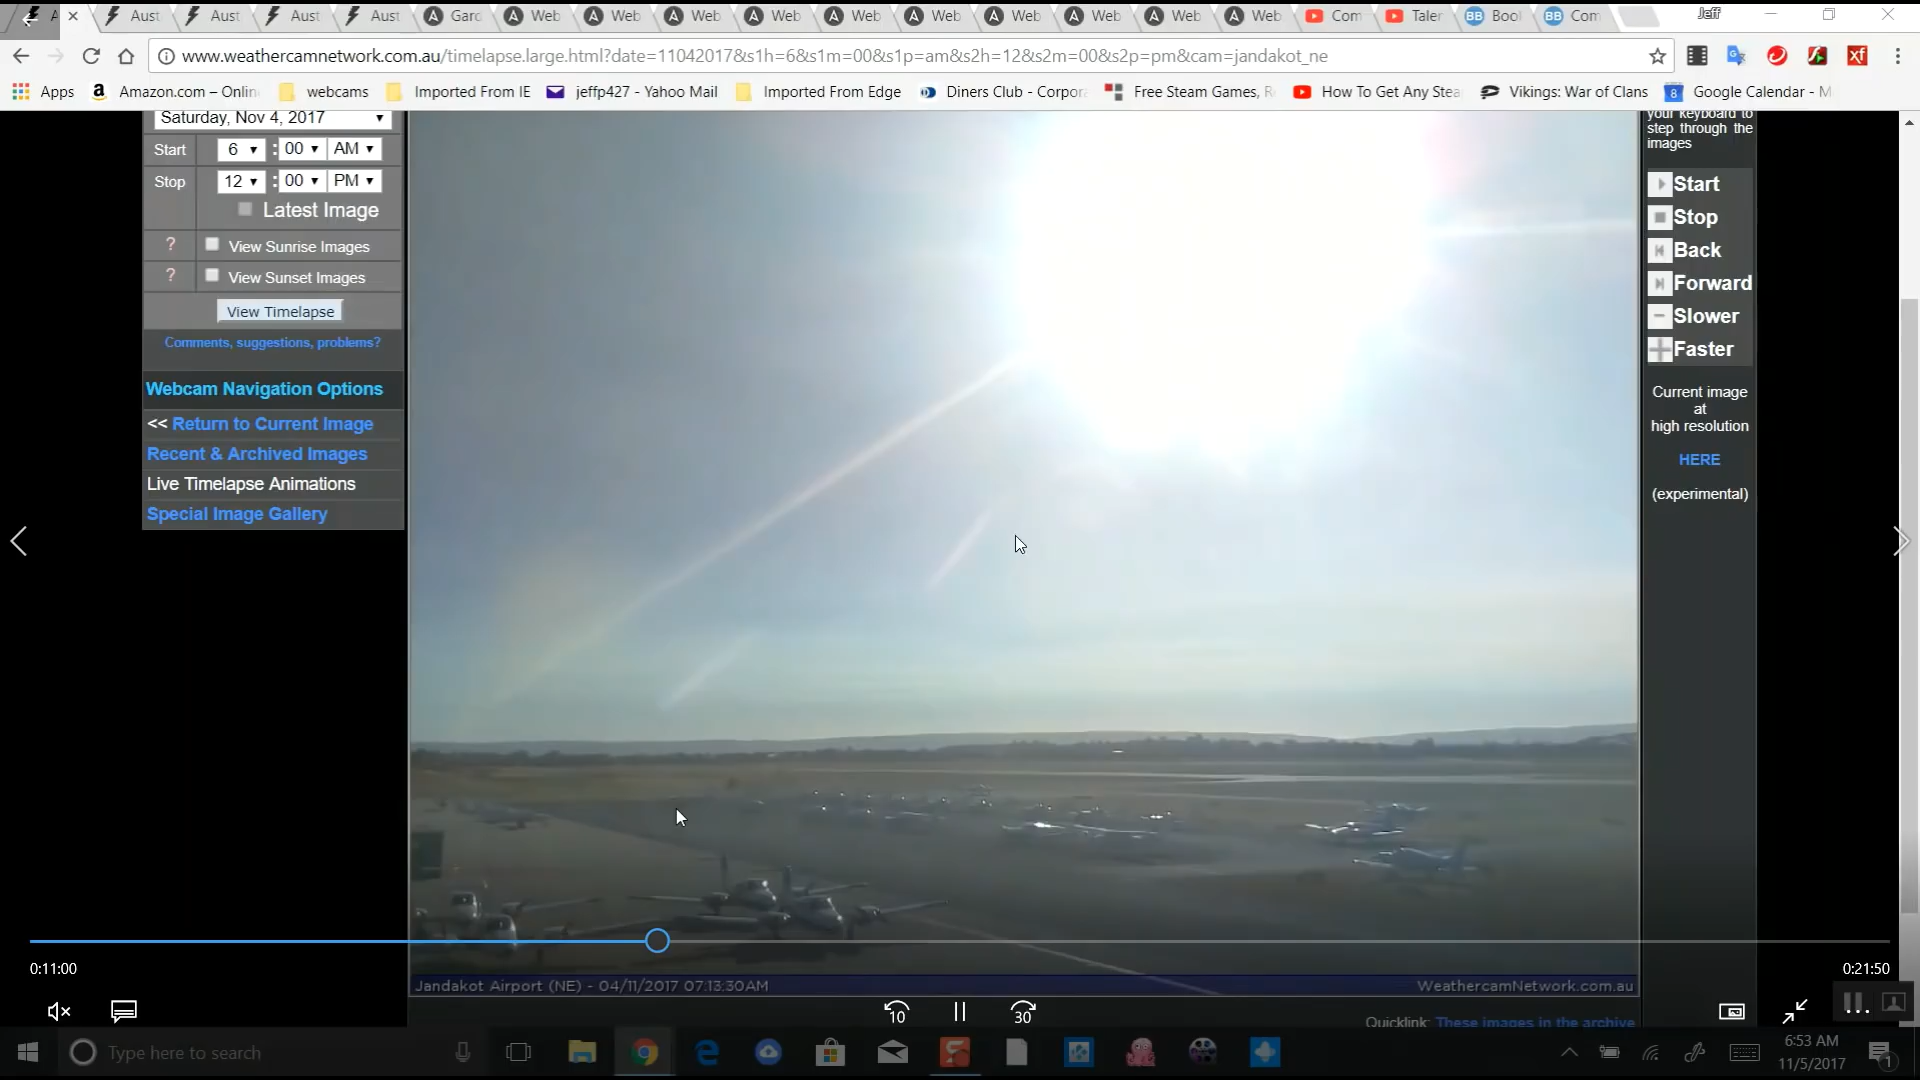 A
Aust
Aust
Aust
Aust
Gard
Web
Web
Web
Web
Web
Web
Web
Web
Web
Web
Com
Taler
Bool
Com
Jeff
www.weathercamnetwork.com.au/timelapse.large.html?date=11042017&s1h=6&s1m=00&s1p=am&s2h=12&s2m=00&s2p=pm&cam=jandakot_ne
Apps
Amazon.com – Onlin
webcams
Imported From IE
jeffp427 - Yahoo Mail
Imported From Edge
Diners Club - Corpora
Free Steam Games, R
How To Get Any Stea
Vikings: War of Clans
Google Calendar - M
Saturday, Nov 4, 2017
Start 6 : 00 AM
Stop 12 : 00 PM
Latest Image
? View Sunrise Images
? View Sunset Images
View Timelapse
Comments, suggestions, problems?
Webcam Navigation Options
<< Return to Current Image
Recent & Archived Images
Live Timelapse Animations
Special Image Gallery
your keyboard to
step through the
images
Start
Stop
Back
Forward
Slower
Faster
Current image
at
high resolution
HERE
(experimental)
0:11:00
0:21:50
Jandakot Airport (NE) - 04/11/2017 07:13:30AM
WeathercamNetwork.com.au
10
30
Quicklink: These images in the archive
Type here to search
6:53 AM
11/5/2017
1